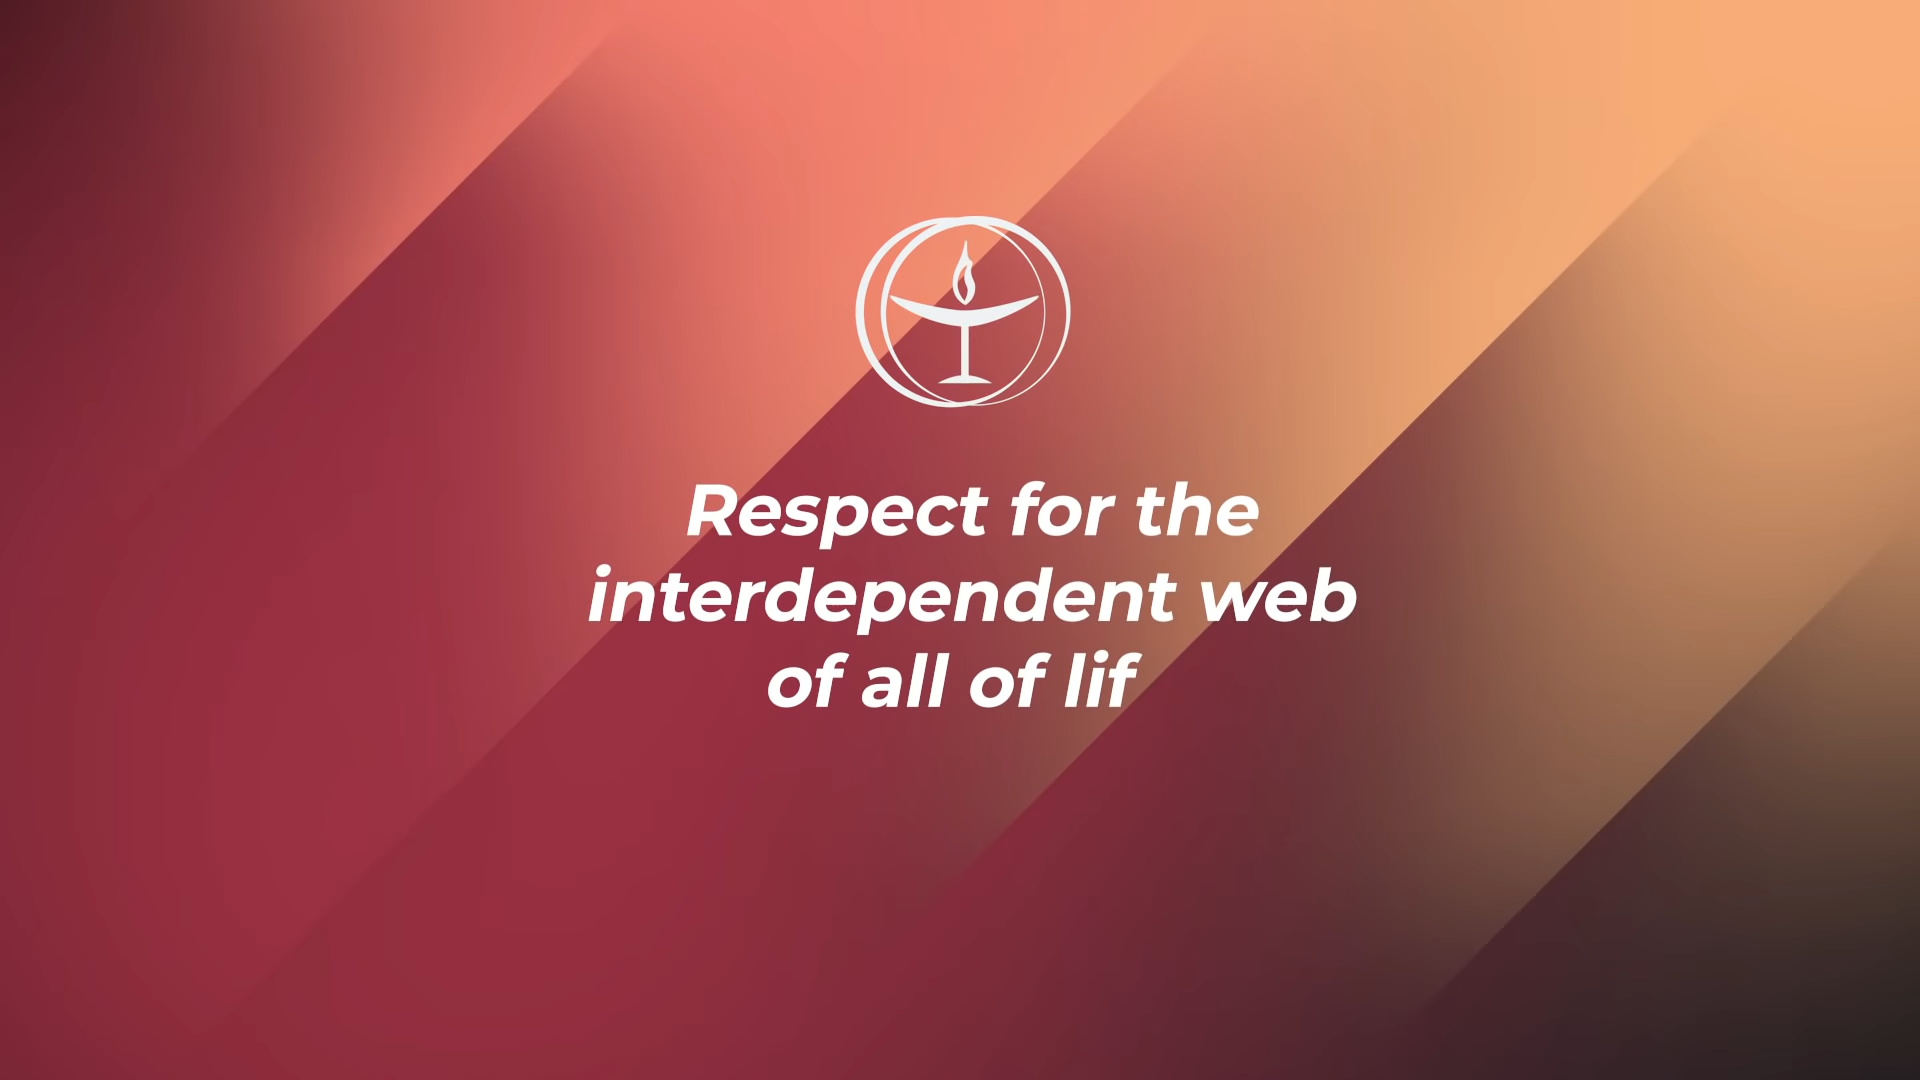 Respect for the
interdependent web
of all of lif